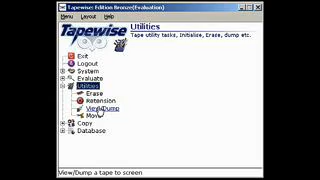 Tapewise Edition Bronze(Evaluation)
Menu Layout Help
Tapewise
Utilities
Tape utility tasks, Initialise, Erase, dump etc.
Exit
Logout
System
Evaluate
Utilities
Erase
Retension
View/Dump
Move
Copy
Database
View/Dump a tape to screen